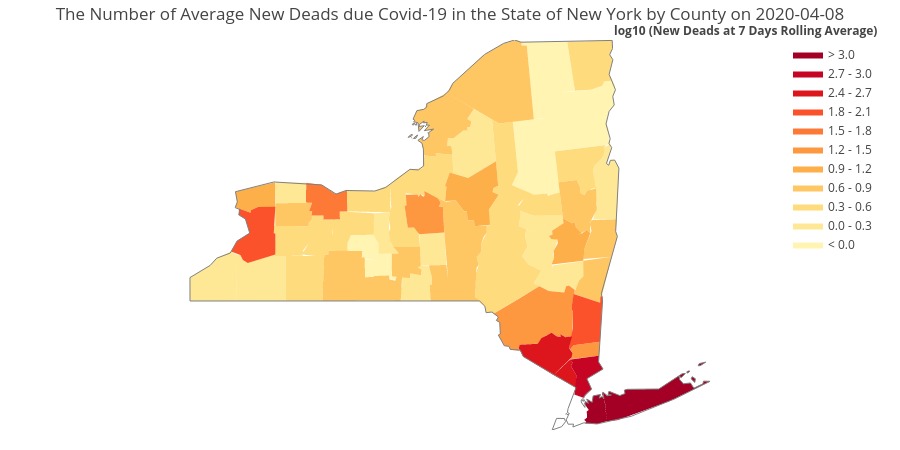 The Number of Average New Deads due Covid-19 in the State of New York by County on 2020-04-08
log10 (New Deads at 7 Days Rolling Average)
> 3.0
2.7 - 3.0
2.4 - 2.7
1.8 - 2.1
1.5 - 1.8
1.2 - 1.5
0.9 - 1.2
0.6 - 0.9
0.3 - 0.6
0.0 - 0.3
< 0.0